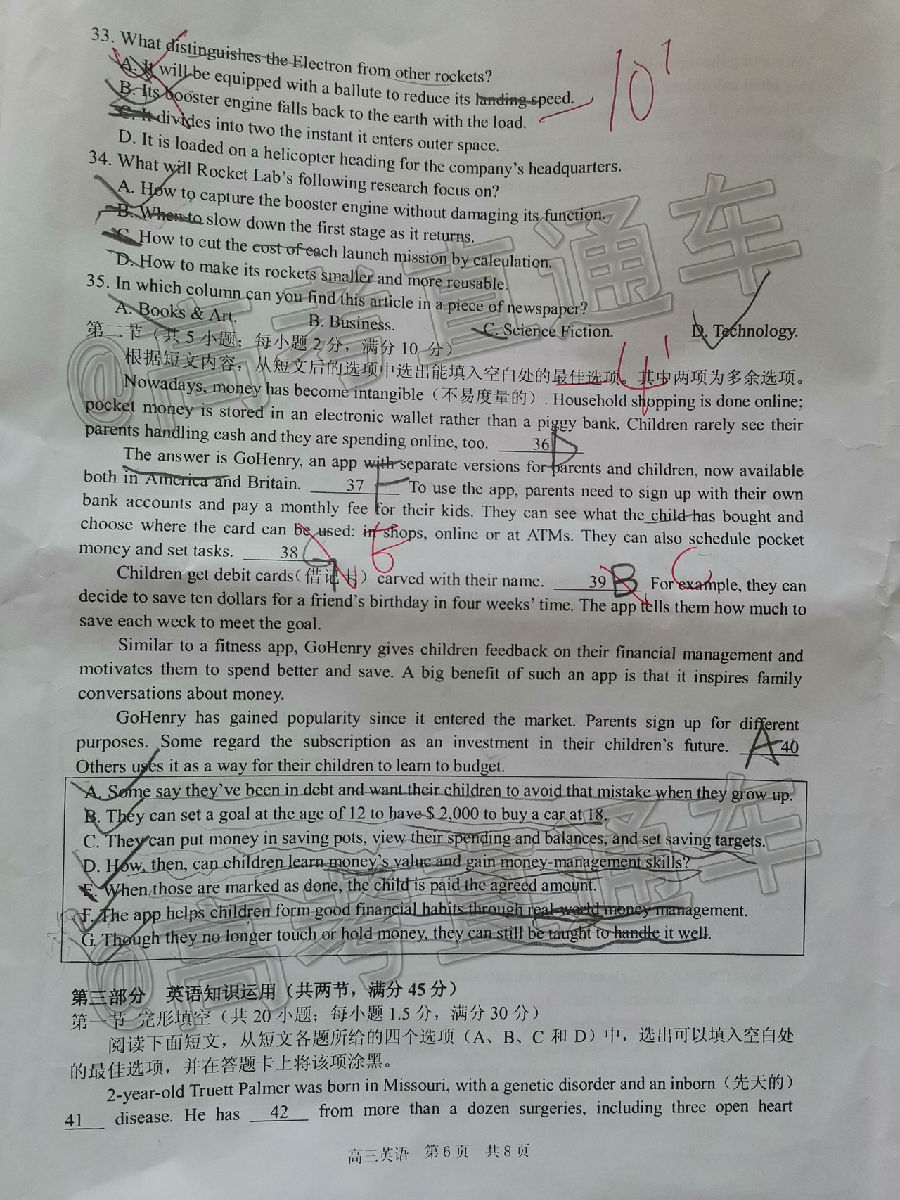 33. What distinguishes the Electron from other rockets?
A. It will be equipped with a ballute to reduce its landing speed.
B. Its booster engine falls back to the earth with the load.
C. It divides into two the instant it enters outer space.
D. It is loaded on a helicopter heading for the company's headquarters.
34. What will Rocket Lab's following research focus on?
A. How to capture the booster engine without damaging its function.
B. When to slow down the first stage as it returns.
C. How to cut the cost of each launch mission by calculation.
D. How to make its rockets smaller and more reusable.
35. In which column can you find this article in a piece of newspaper?
A. Books & Art. B. Business. C. Science Fiction. D. Technology.
第二节（共5小题；每小题2分，满分10分）
根据短文内容，从短文后的选项中选出能填入空白处的最佳选项。其中两项为多余选项。
Nowadays, money has become intangible（不易度量的）. Household shopping is done online;
pocket money is stored in an electronic wallet rather than a piggy bank. Children rarely see their
parents handling cash and they are spending online, too. 36 D
The answer is GoHenry, an app with separate versions for parents and children, now available
both in America and Britain. 37 F To use the app, parents need to sign up with their own
bank accounts and pay a monthly fee for their kids. They can see what the child has bought and
choose where the card can be used: in shops, online or at ATMs. They can also schedule pocket
money and set tasks. 38 G E
Children get debit cards（借记卡）carved with their name. 39 B C For example, they can
decide to save ten dollars for a friend's birthday in four weeks' time. The app tells them how much to
save each week to meet the goal.
Similar to a fitness app, GoHenry gives children feedback on their financial management and
motivates them to spend better and save. A big benefit of such an app is that it inspires family
conversations about money.
GoHenry has gained popularity since it entered the market. Parents sign up for different
purposes. Some regard the subscription as an investment in their children's future. A 40
Others uses it as a way for their children to learn to budget.
A. Some say they've been in debt and want their children to avoid that mistake when they grow up.
B. They can set a goal at the age of 12 to have $ 2,000 to buy a car at 18.
C. They can put money in saving pots, view their spending and balances, and set saving targets.
D. How, then, can children learn money's value and gain money-management skills?
E. When those are marked as done, the child is paid the agreed amount.
F. The app helps children form good financial habits through real-world money management.
G. Though they no longer touch or hold money, they can still be taught to handle it well.
第三部分 英语知识运用（共两节，满分45分）
第一节 完形填空（共20小题；每小题1.5分，满分30分）
阅读下面短文，从短文各题所给的四个选项（A、B、C和D）中，选出可以填入空白处
的最佳选项，并在答题卡上将该项涂黑。
2-year-old Truett Palmer was born in Missouri, with a genetic disorder and an inborn（先天的）
41 disease. He has 42 from more than a dozen surgeries, including three open heart
高三英语 第6页 共8页
10'
4'
@高考直通车
@高考直通车